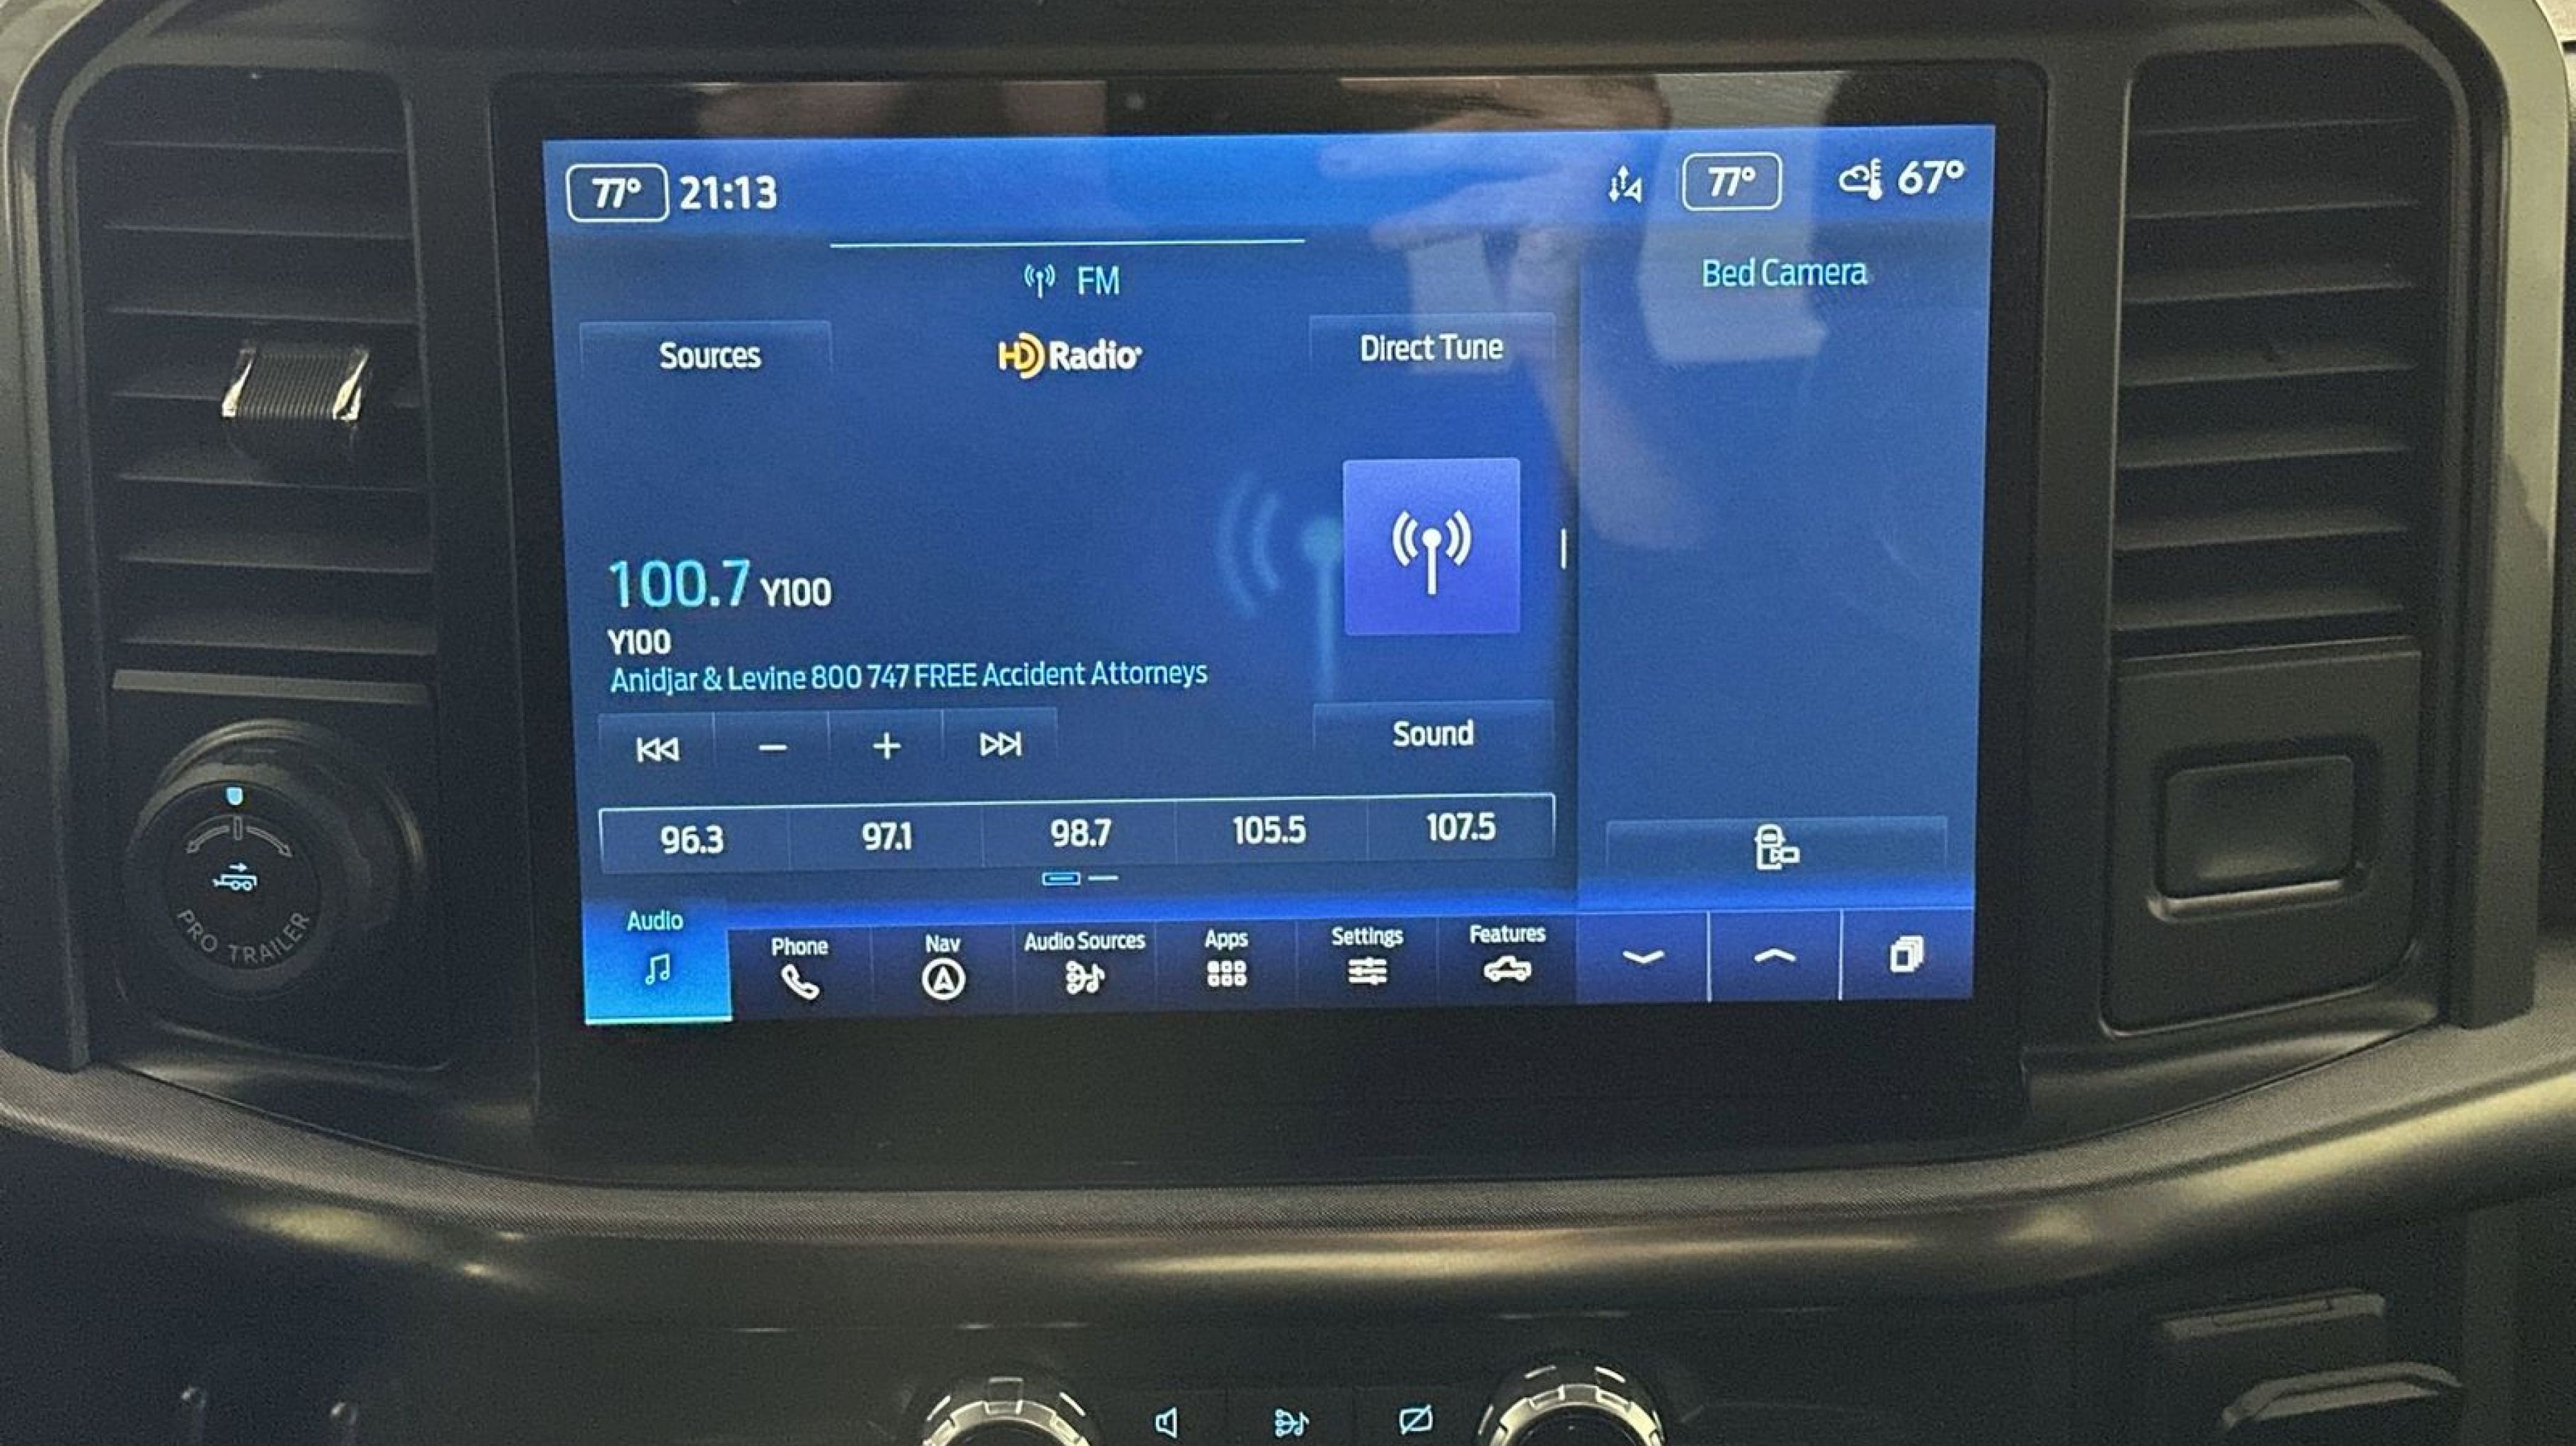 77° 21:13
77° 67°
FM
Bed Camera
Sources
HD Radio
Direct Tune
100.7 Y100
Y100
Anidjar & Levine 800 747 FREE Accident Attorneys
Sound
96.3 97.1 98.7 105.5 107.5
Audio Phone Nav Audio Sources Apps Settings Features
PRO TRAILER